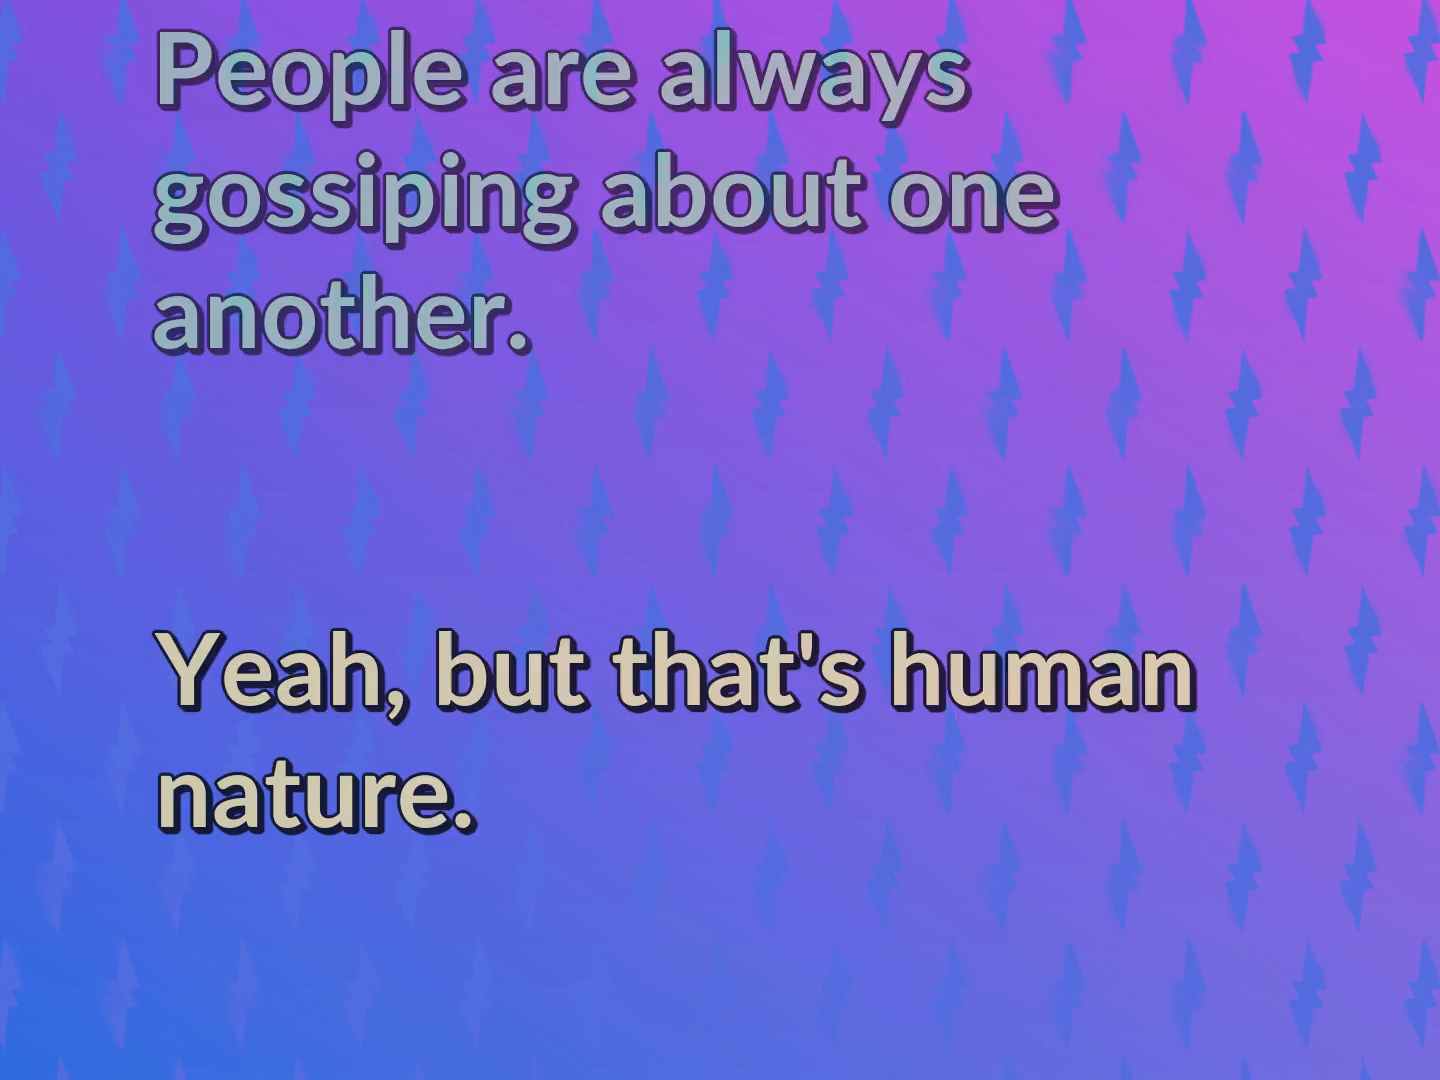 People are always
gossiping about one
another.
Yeah, but that's human
nature.